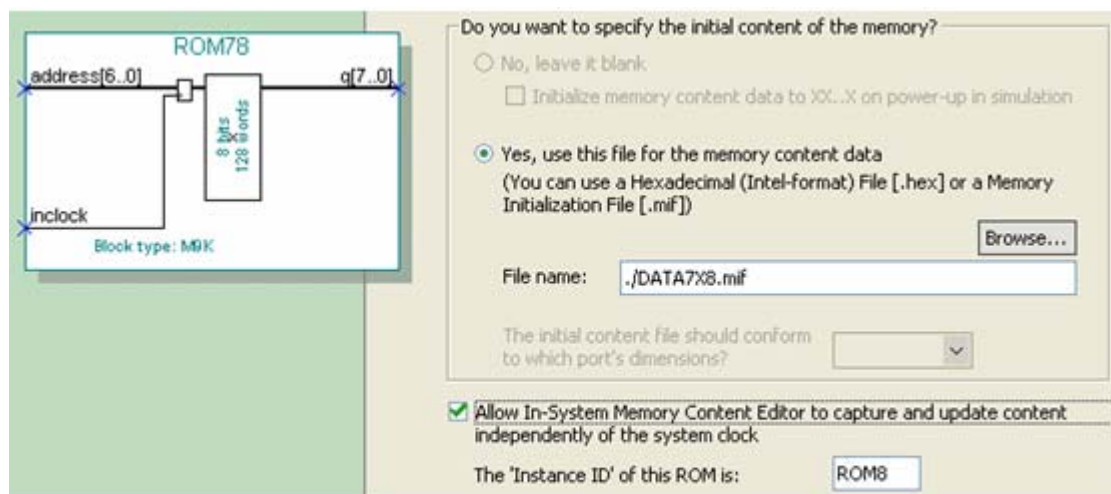 ROM78
address[6..0]
q[7..0]
8 bits
128 words
inclock
Block type: M9K
Do you want to specify the initial content of the memory?
No, leave it blank
Initialize memory content data to XX..X on power-up in simulation
Yes, use this file for the memory content data
(You can use a Hexadecimal (Intel-format) File [.hex] or a Memory
Initialization File [.mif])
Browse...
File name:
./DATA7X8.mif
The initial content file should conform
to which port's dimensions?
Allow In-System Memory Content Editor to capture and update content
independently of the system clock
The 'Instance ID' of this ROM is:
ROM8